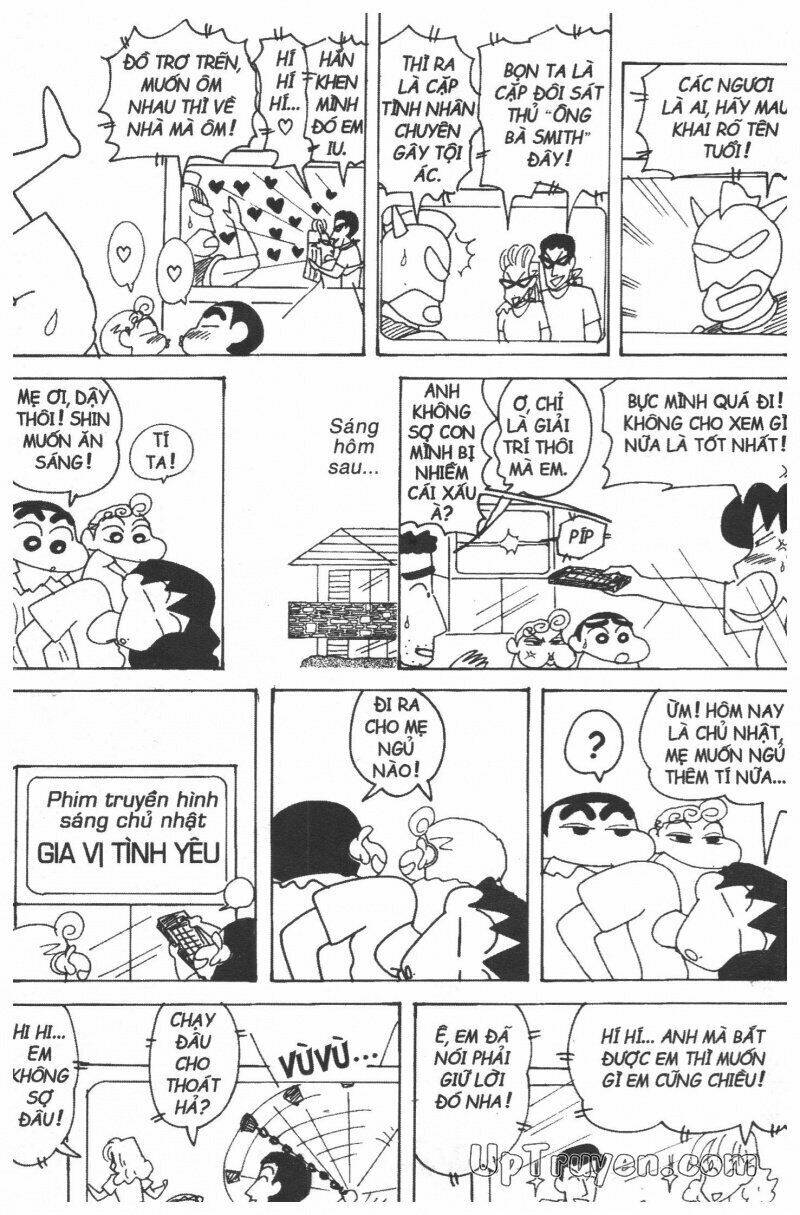 CÁC NGƯƠI
LÀ AI, HÃY MAU
KHAI RÕ TÊN
TUỔI!
BỌN TA LÀ
CẶP ĐÔI SÁT
THỦ "ÔNG
BÀ SMITH"
ĐÂY!
THÌ RA
LÀ CẶP
TÌNH NHÂN
CHUYÊN
GÂY TỘI
ÁC.
HẮN
KHEN
MÌNH
ĐÓ EM
IU.
HÍ
HÍ
HÍ...
♡
ĐỒ TRƠ TRẼN,
MUỐN ÔM
NHAU THÌ VỀ
NHÀ MÀ ÔM!
♡
♡
BỰC MÌNH QUÁ ĐI!
KHÔNG CHO XEM GÌ
NỮA LÀ TỐT NHẤT!
PÍP
Ơ, CHỈ
LÀ GIẢI
TRÍ THÔI
MÀ EM.
ANH
KHÔNG
SỢ CON
MÌNH BỊ
NHIỄM
CÁI XẤU
À?
Sáng
hôm
sau...
TÍ
TA!
MẸ ƠI, DẬY
THÔI! SHIN
MUỐN ĂN
SÁNG!
ỪM! HÔM NAY
LÀ CHỦ NHẬT,
MẸ MUỐN NGỦ
THÊM TÍ NỮA...
?
ĐI RA
CHO MẸ
NGỦ
NÀO!
Phim truyền hình
sáng chủ nhật
GIA VỊ TÌNH YÊU
HÍ HÍ... ANH MÀ BẮT
ĐƯỢC EM THÌ MUỐN
GÌ EM CŨNG CHIỀU!
Ê, EM ĐÃ
NÓI PHẢI
GIỮ LỜI
ĐÓ NHA!
VÙVÙ...
CHẠY
ĐÂU
CHO
THOÁT
HẢ?
HI HI...
EM
KHÔNG
SỢ
ĐÂU!
UpTruyen.com